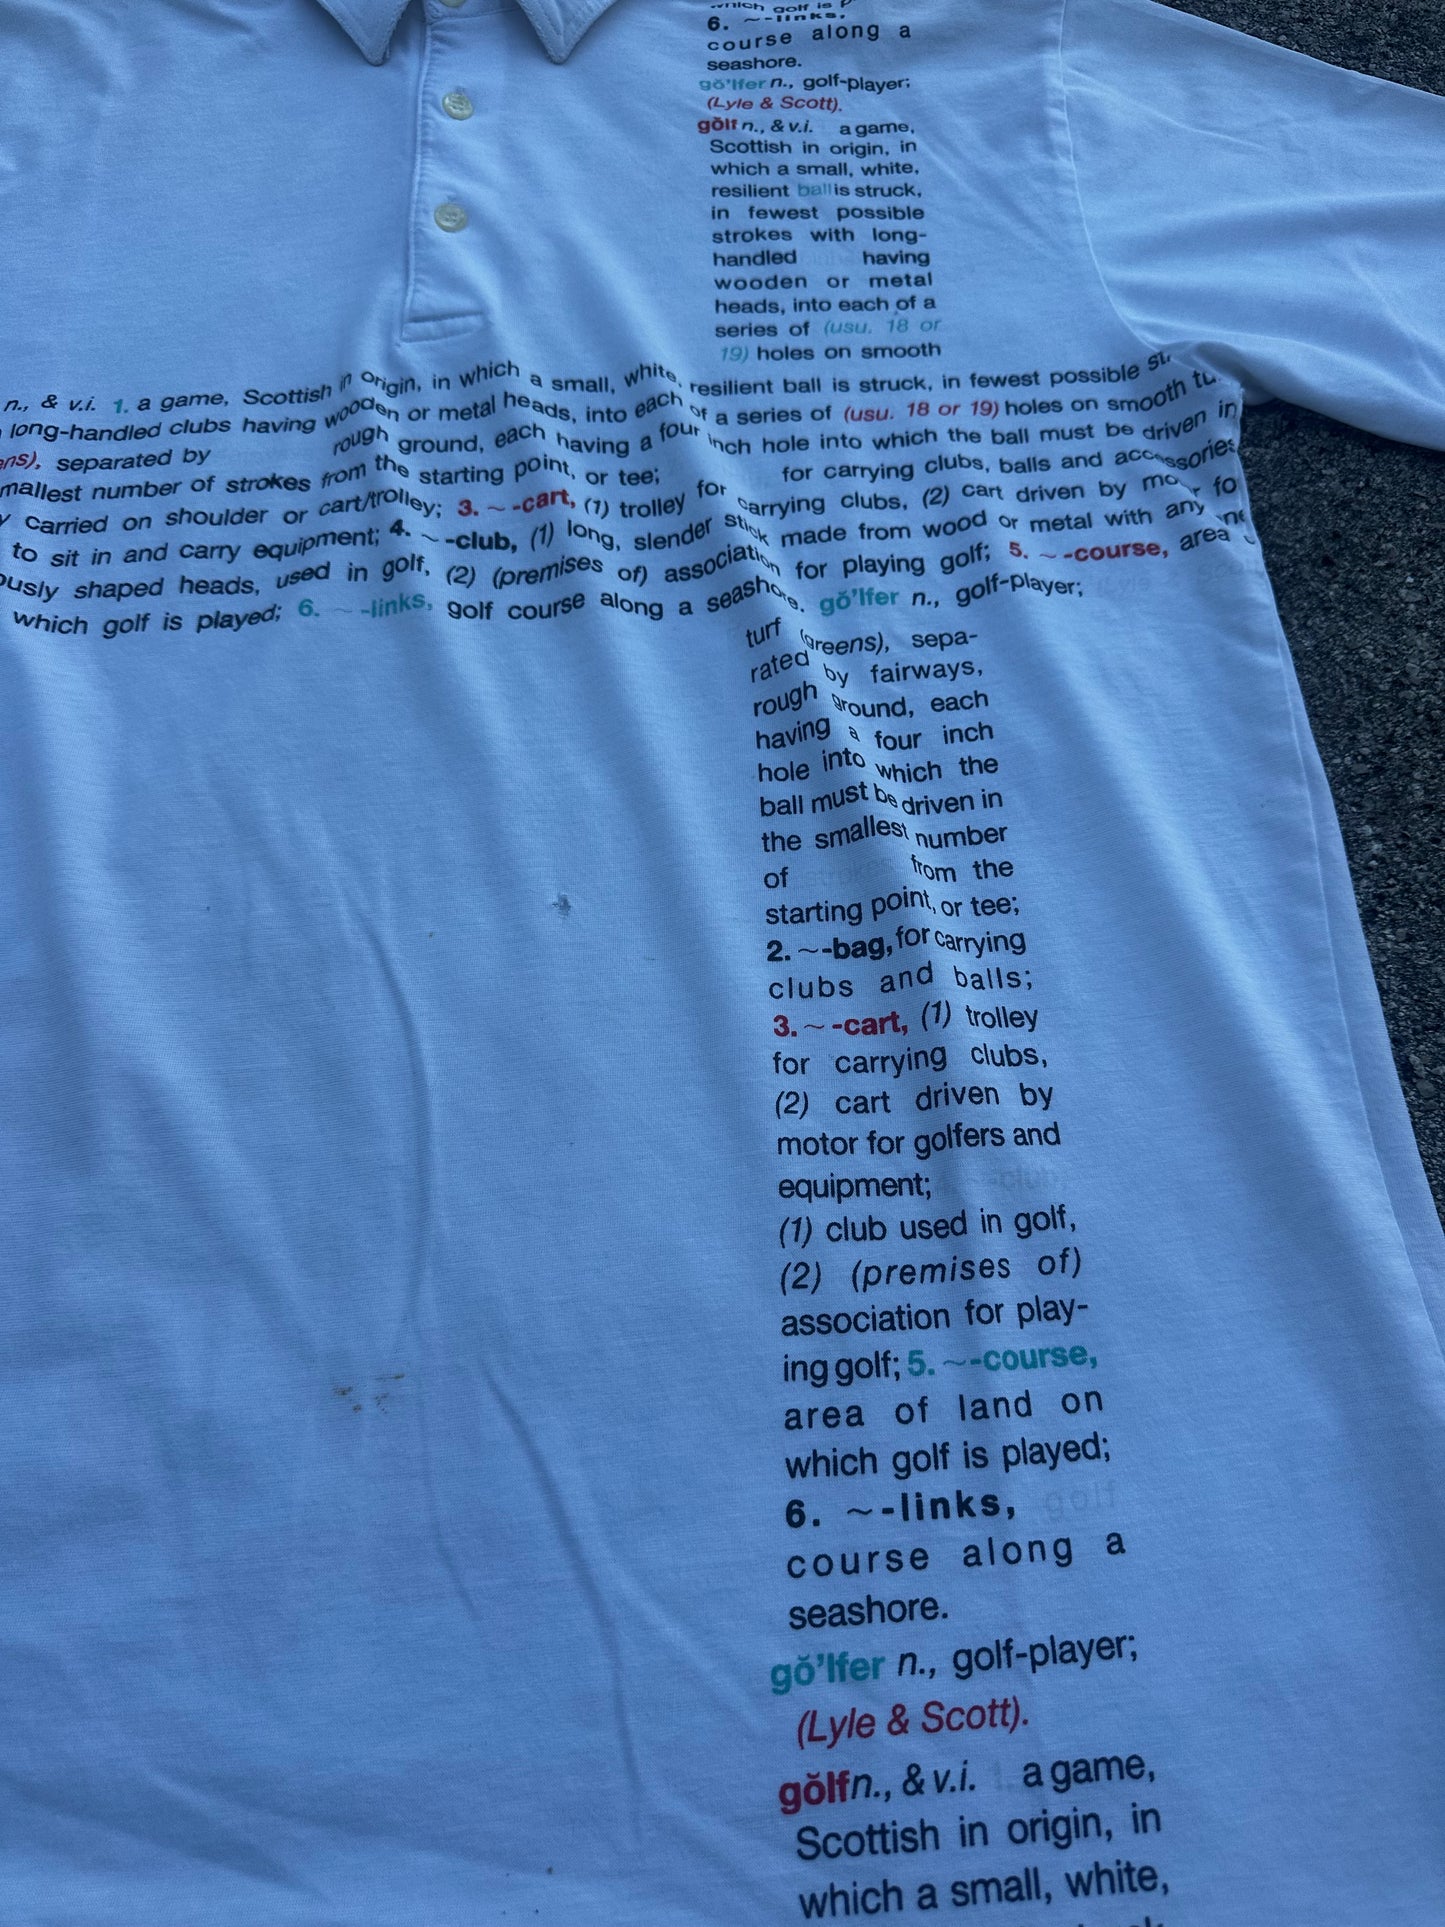 which golf is
6. ~-links,
course along a
seashore.
gŏ'lfer n., golf-player;
(Lyle & Scott).
gŏlf n., & v.i. a game,
Scottish in origin, in
which a small, white,
resilient ball is struck,
in fewest possible
strokes with long-
handled having
wooden or metal
heads, into each of a
series of (usu. 18 or
19) holes on smooth
n., & v.i. 1. a game, Scottish in origin, in which a small, white, resilient ball is struck, in fewest possible
long-handled clubs having wooden or metal heads, into each of a series of (usu. 18 or 19) holes on smooth
separated by rough ground, each having a four inch hole into which the ball must be driven in
number of strokes from the starting point, or tee; for carrying clubs, balls and accessories
carried on shoulder or cart/trolley; 3. ~-cart, (1) trolley for carrying clubs, (2) cart driven by
to sit in and carry equipment; 4. ~-club, (1) long, slender stick made from wood or metal with any
shaped heads, used in golf, (2) (premises of) association for playing golf; 5. ~-course, area
which golf is played; 6. ~-links, golf course along a seashore. gŏ'lfer n., golf-player;
turf (greens), sepa-
rated by fairways,
rough ground, each
having a four inch
hole into which the
ball must be driven in
the smallest number
of from the
starting point, or tee;
2. ~-bag, for carrying
clubs and balls;
3. ~-cart, (1) trolley
for carrying clubs,
(2) cart driven by
motor for golfers and
equipment; -club,
(1) club used in golf,
(2) (premises of)
association for play-
ing golf; 5. ~-course,
area of land on
which golf is played;
6. ~-links, golf
course along a
seashore.
gŏ'lfer n., golf-player;
(Lyle & Scott).
gŏlf n., & v.i. 1. a game,
Scottish in origin, in
which a small, white,